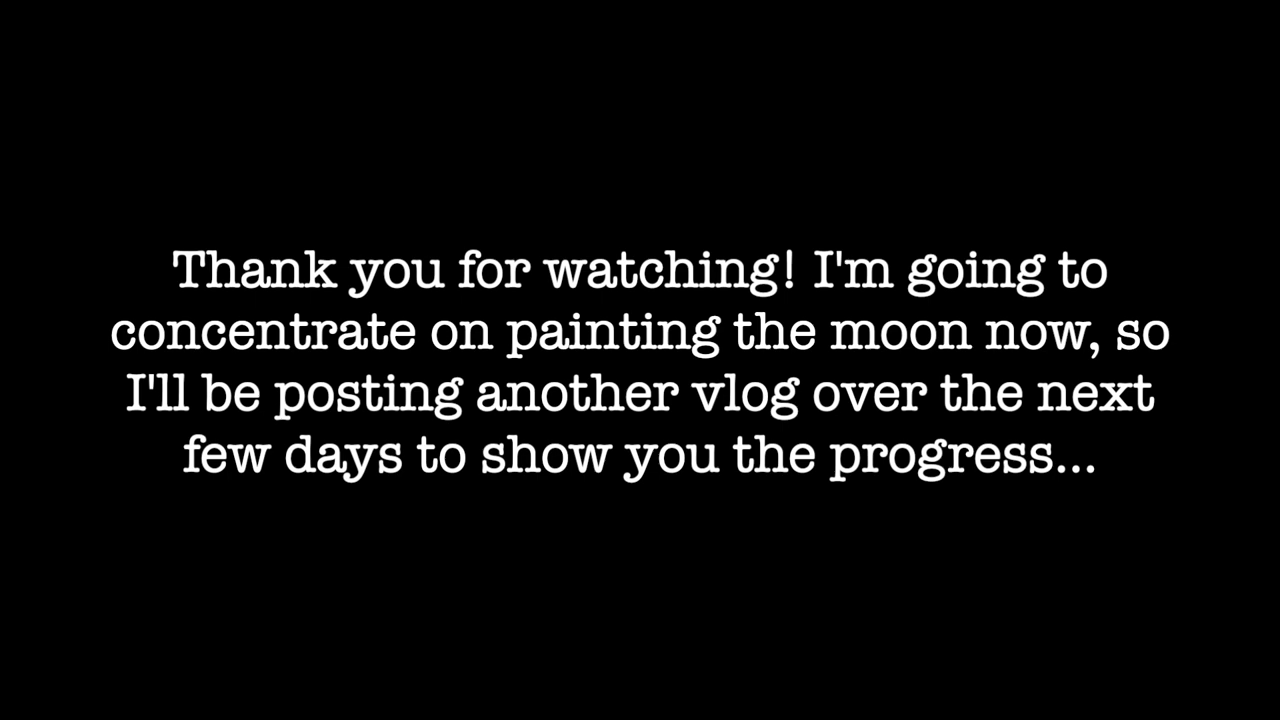 Thank you for watching! I'm going to
concentrate on painting the moon now, so
I'll be posting another vlog over the next
few days to show you the progress...